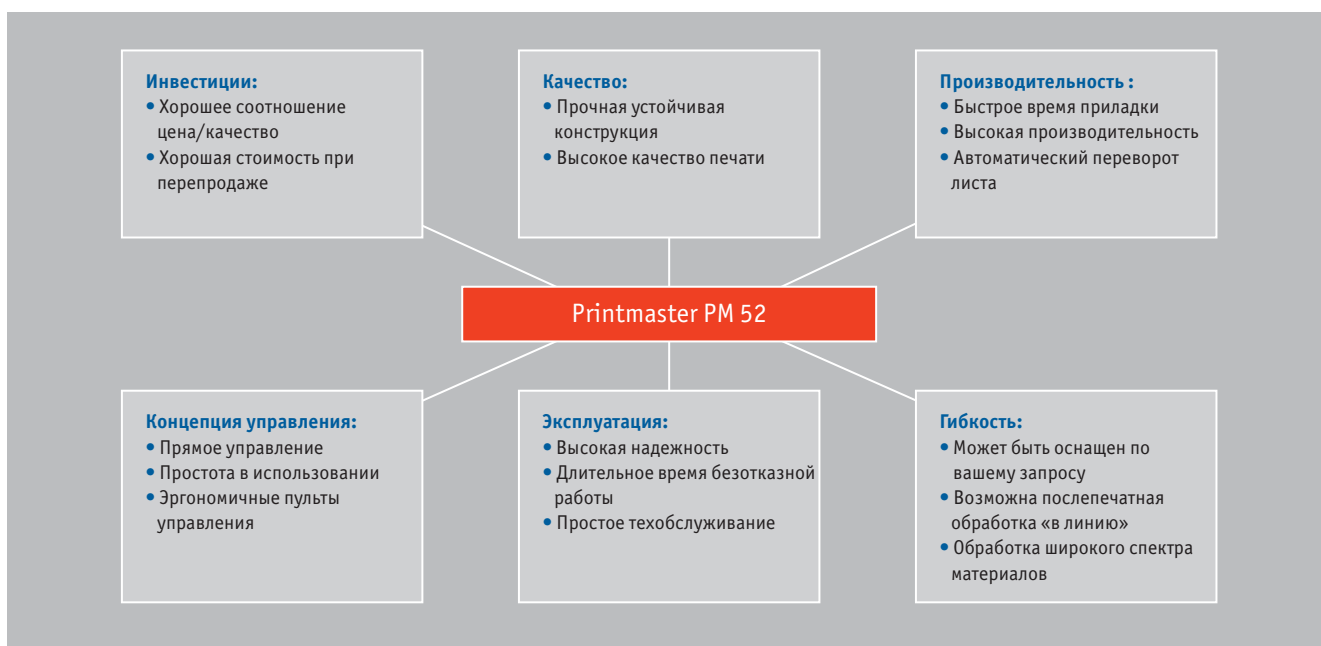 Инвестиции:
• Хорошее соотношение
цена/качество
• Хорошая стоимость при
перепродаже
Качество:
• Прочная устойчивая
конструкция
• Высокое качество печати
Производительность :
• Быстрое время приладки
• Высокая производительность
• Автоматический переворот
листа
Printmaster PM 52
Концепция управления:
• Прямое управление
• Простота в использовании
• Эргономичные пульты
управления
Эксплуатация:
• Высокая надежность
• Длительное время безотказной
работы
• Простое техобслуживание
Гибкость:
• Может быть оснащен по
вашему запросу
• Возможна послепечатная
обработка «в линию»
• Обработка широкого спектра
материалов